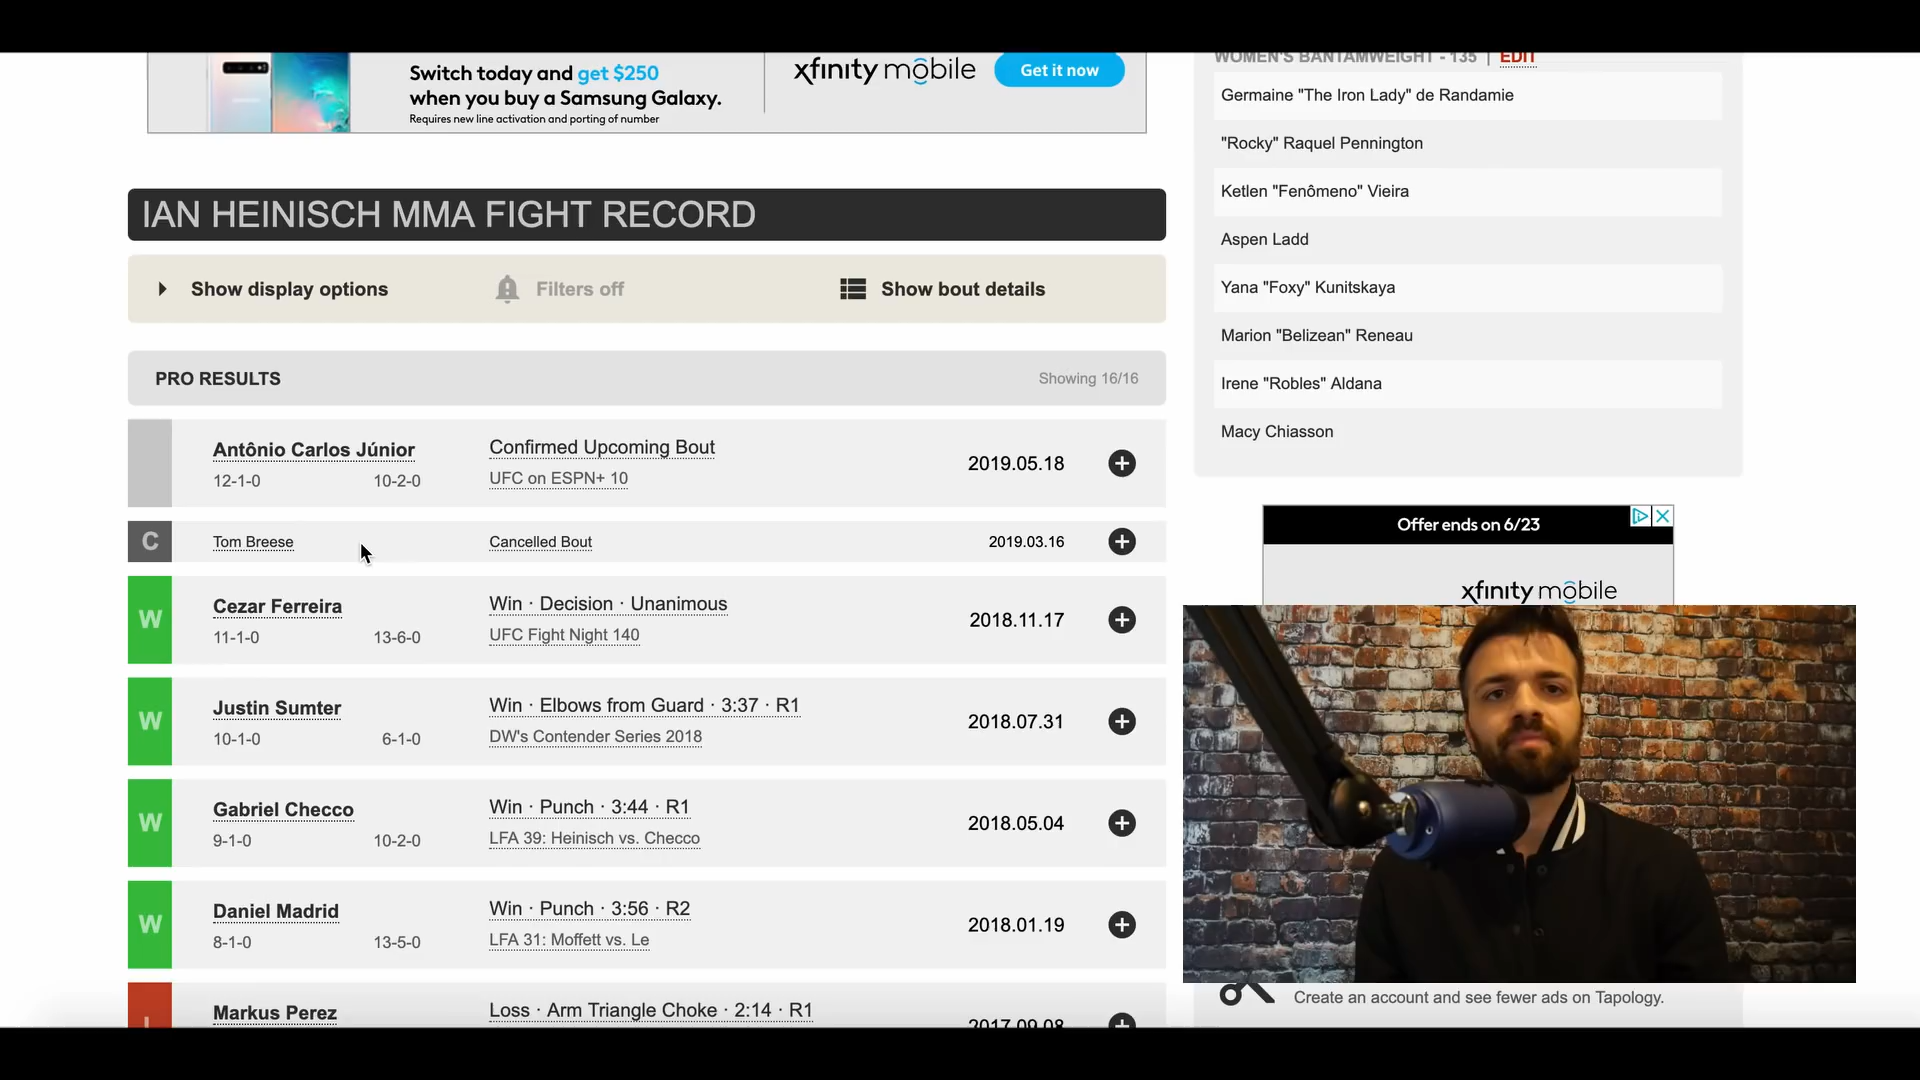 Switch today and get $250
when you buy a Samsung Galaxy.
Requires new line activation and porting of number
xfinity mobile
Get it now
WOMEN'S BANTAMWEIGHT - 135 | EDIT
Germaine "The Iron Lady" de Randamie
"Rocky" Raquel Pennington
Ketlen "Fenômeno" Vieira
Aspen Ladd
Yana "Foxy" Kunitskaya
Marion "Belizean" Reneau
Irene "Robles" Aldana
Macy Chiasson
IAN HEINISCH MMA FIGHT RECORD
Show display options
Filters off
Show bout details
PRO RESULTS
Showing 16/16
Antônio Carlos Júnior
12-1-0 10-2-0
Confirmed Upcoming Bout
UFC on ESPN+ 10
2019.05.18
C
Tom Breese
Cancelled Bout
2019.03.16
W
Cezar Ferreira
11-1-0 13-6-0
Win · Decision · Unanimous
UFC Fight Night 140
2018.11.17
W
Justin Sumter
10-1-0 6-1-0
Win · Elbows from Guard · 3:37 · R1
DW's Contender Series 2018
2018.07.31
W
Gabriel Checco
9-1-0 10-2-0
Win · Punch · 3:44 · R1
LFA 39: Heinisch vs. Checco
2018.05.04
W
Daniel Madrid
8-1-0 13-5-0
Win · Punch · 3:56 · R2
LFA 31: Moffett vs. Le
2018.01.19
L
Markus Perez
Loss · Arm Triangle Choke · 2:14 · R1
2017.09.08
Offer ends on 6/23
xfinity mobile
Create an account and see fewer ads on Tapology.